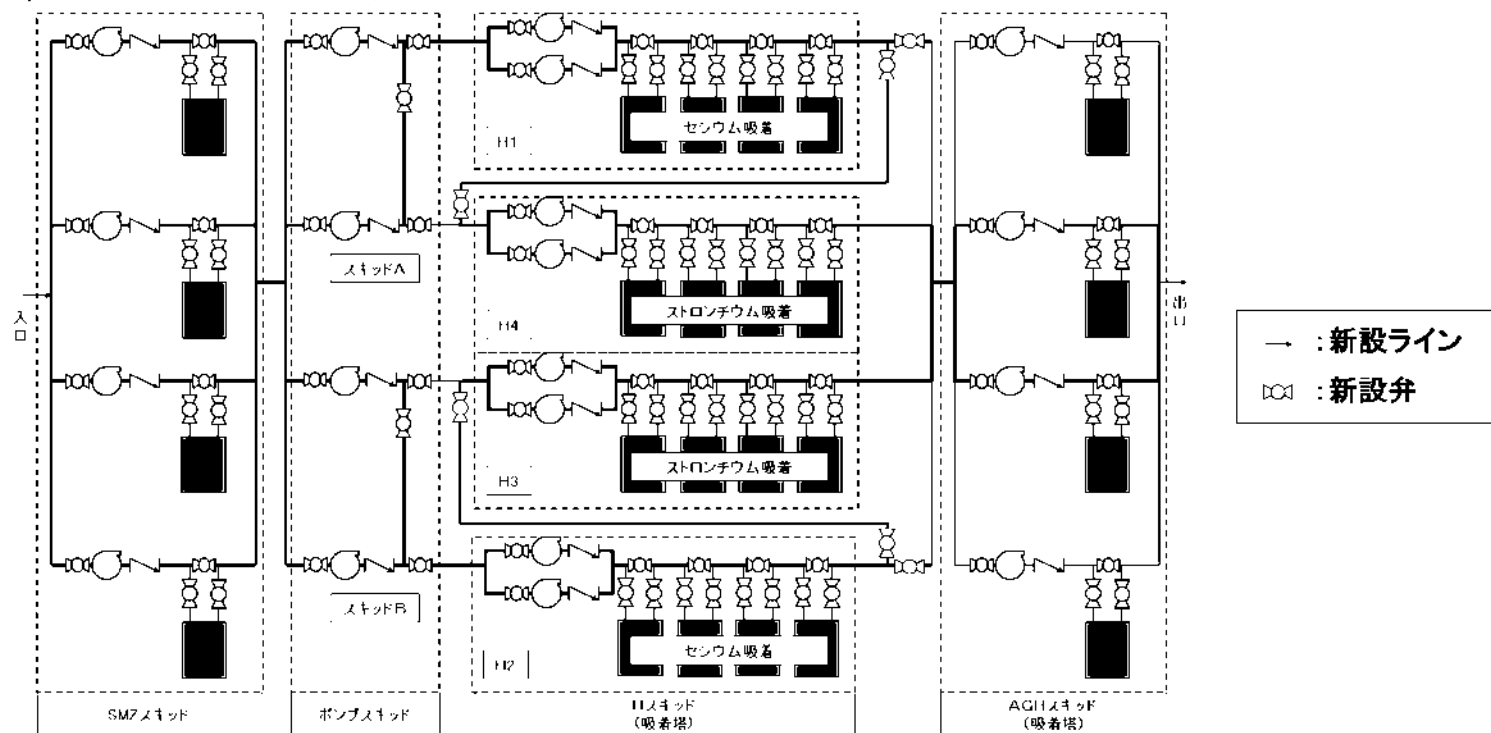 セシウム吸着
H1
スキッドA
ストロンチウム吸着
H4
入口
出口
: 新設ライン
: 新設弁
ストロンチウム吸着
H3
スキッドB
セシウム吸着
H2
SMZスキッド
ポンプスキッド
Hスキッド
(吸着塔)
AGHスキッド
(吸着塔)